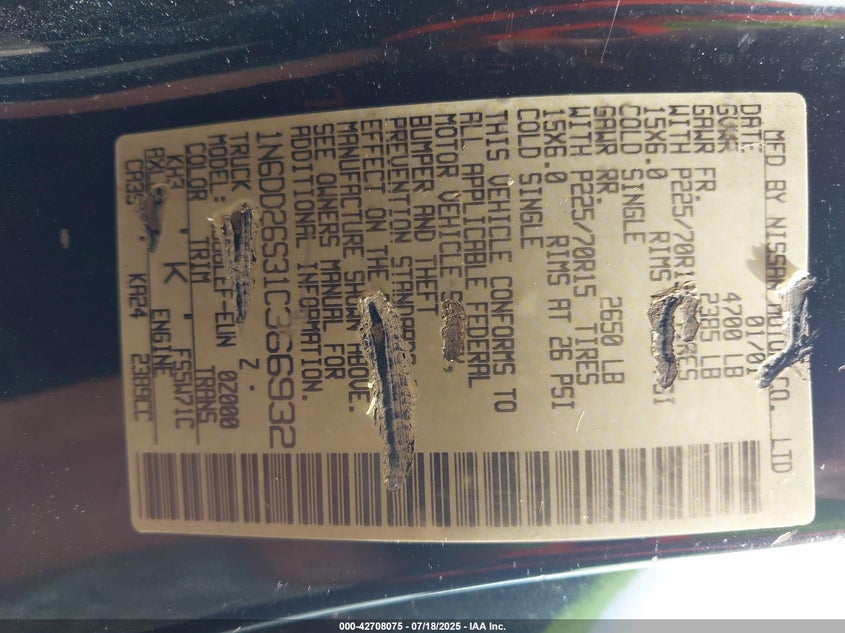 MFD BY NISSAN MOTOR CO., LTD
DATE: 01/01
GVWR 4700 LB
GAWR FR. 2385 LB
WITH P225/70R15
15X6.0 RIMS
COLD SINGLE
GAWR RR. 2650 LB
WITH P225/70R15 TIRES
15X6.0 RIMS AT 26 PSI
COLD SINGLE
THIS VEHICLE CONFORMS TO
ALL APPLICABLE FEDERAL
MOTOR VEHICLE
BUMPER AND THEFT
PREVENTION STANDARDS
EFFECT ON THE
MANUFACTURE SHOWN ABOVE.
SEE OWNERS MANUAL FOR
ADDITIONAL INFORMATION.
1N6DD26S31C366932
TRUCK Z.
MODEL: 0Z000
COLOR TRIM TRANS
KH3 K FS5W71C
AXLE ENGINE
CA35 KA24 2389CC
000-42708075 - 07/18/2025 - IAA Inc.